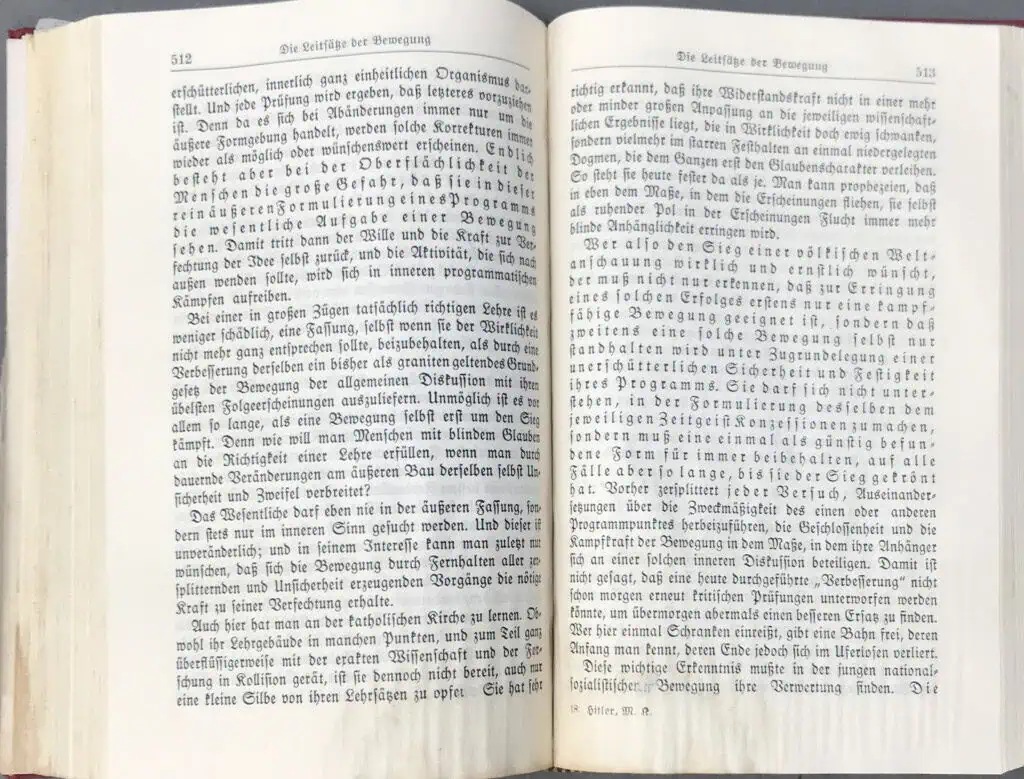 512
Die Leitsätze der Bewegung
erschütterlichen, innerlich ganz einheitlichen Organismus dar-
stellt. Und jede Prüfung wird ergeben, daß letzteres vorzuziehen
ist. Denn da es sich bei Abänderungen immer nur um die
äußere Formgebung handelt, werden solche Korrekturen immer
wieder als möglich oder wünschenswert erscheinen. Endlich
besteht aber bei der Oberflächlichkeit der
Menschen die große Gefahr, daß sie in dieser
rein äußeren Formulierung eines Programms
die wesentliche Aufgabe einer Bewegung
sehen. Damit tritt dann der Wille und die Kraft zur Ver-
fechtung der Idee selbst zurück, und die Aktivität, die sich nach
außen wenden sollte, wird sich in inneren programmatischen
Kämpfen aufreiben.
Bei einer in großen Zügen tatsächlich richtigen Lehre ist es
weniger schädlich, eine Fassung, selbst wenn sie der Wirklichkeit
nicht mehr ganz entsprechen sollte, beizubehalten, als durch eine
Verbesserung derselben ein bisher als graniten geltendes Grund-
gesetz der Bewegung der allgemeinen Diskussion mit ihren
übelsten Folgeerscheinungen auszuliefern. Unmöglich ist es vor
allem so lange, als eine Bewegung selbst erst um den Sieg
kämpft. Denn wie will man Menschen mit blindem Glauben
an die Richtigkeit einer Lehre erfüllen, wenn man durch
dauernde Veränderungen am äußeren Bau derselben selbst Un-
sicherheit und Zweifel verbreitet?
Das Wesentliche darf eben nie in der äußeren Fassung, son-
dern stets nur im inneren Sinn gesucht werden. Und dieser ist
unveränderlich; und in seinem Interesse kann man zuletzt nur
wünschen, daß sich die Bewegung durch Fernhalten aller zer-
splitternden und Unsicherheit erzeugenden Vorgänge die nötige
Kraft zu seiner Verfechtung erhalte.
Auch hier hat man an der katholischen Kirche zu lernen. Ob-
wohl ihr Lehrgebäude in manchen Punkten, und zum Teil ganz
überflüssigerweise mit der exakten Wissenschaft und der For-
schung in Kollision gerät, ist sie dennoch nicht bereit, auch nur
eine kleine Silbe von ihren Lehrsätzen zu opfe Sie hat sehr
Die Leitsätze der Bewegung
513
richtig erkannt, daß ihre Widerstandskraft nicht in einer mehr
oder minder großen Anpassung an die jeweiligen wissenschaft-
lichen Ergebnisse liegt, die in Wirklichkeit doch ewig schwanken,
sondern vielmehr im starren Festhalten an einmal niedergelegten
Dogmen, die dem Ganzen erst den Glaubenscharakter verleihen.
So steht sie heute fester da als je. Man kann prophezeien, daß
in eben dem Maße, in dem die Erscheinungen fliehen, sie selbst
als ruhender Pol in der Erscheinungen Flucht immer mehr
blinde Anhänglichkeit erringen wird.
Wer also den Sieg einer völkischen Welt-
anschauung wirklich und ernstlich wünscht,
der muß nicht nur erkennen, daß zur Erringung
eines solchen Erfolges erstens nur eine kampf-
fähige Bewegung geeignet ist, sondern daß
zweitens eine solche Bewegung selbst nur
standhalten wird unter Zugrundelegung einer
unerschütterlichen Sicherheit und Festigkeit
ihres Programms. Sie darf sich nicht unter-
stehen, in der Formulierung desselben dem
jeweiligen Zeitgeist Konzessionen zu machen,
sondern muß eine einmal als günstig befun-
dene Form für immer beibehalten, auf alle
Fälle aber so lange, bis sie der Sieg gekrönt
hat. Vorher zersplittert jeder Versuch, Auseinander-
setzungen über die Zweckmäßigkeit des einen oder anderen
Programmpunktes herbeizuführen, die Geschlossenheit und die
Kampfkraft der Bewegung in dem Maße, in dem ihre Anhänger
sich an einer solchen inneren Diskussion beteiligen. Damit ist
nicht gesagt, daß eine heute durchgeführte „Verbesserung“ nicht
schon morgen erneut kritischen Prüfungen unterworfen werden
könnte, um übermorgen abermals einen besseren Ersatz zu finden.
Wer hier einmal Schranken einreißt, gibt eine Bahn frei, deren
Anfang man kennt, deren Ende jedoch sich im Uferlosen verliert.
Diese wichtige Erkenntnis mußte in der jungen national-
sozialistischen Bewegung ihre Verwertung finden. Die
18 Hitler, M. K.